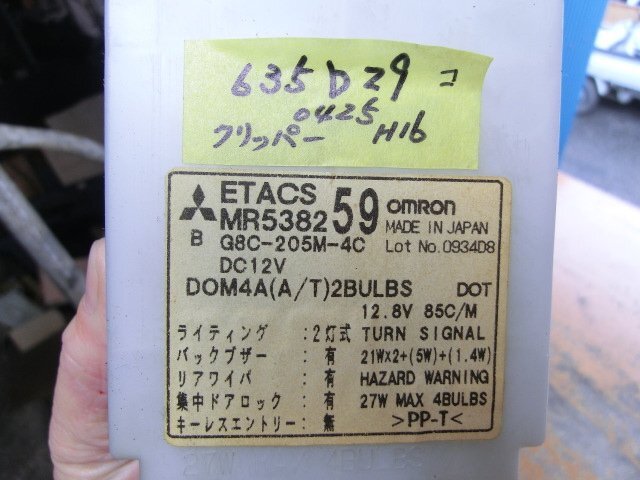 635D29 コ
0425
クリッパー H16
ETACS
MR538259 omron
B G8C-205M-4C MADE IN JAPAN
DC12V Lot No.0934D8
DOM4A(A/T)2BULBS DOT
12.8V 85C/M
ライティング :2灯式 TURN SIGNAL
バックブザー :有 21W×2+(5W)+(1.4W)
リアワイパ :有 HAZARD WARNING
集中ドアロック :有 27W MAX 4BULBS
キーレスエントリー :無 >PP-T<